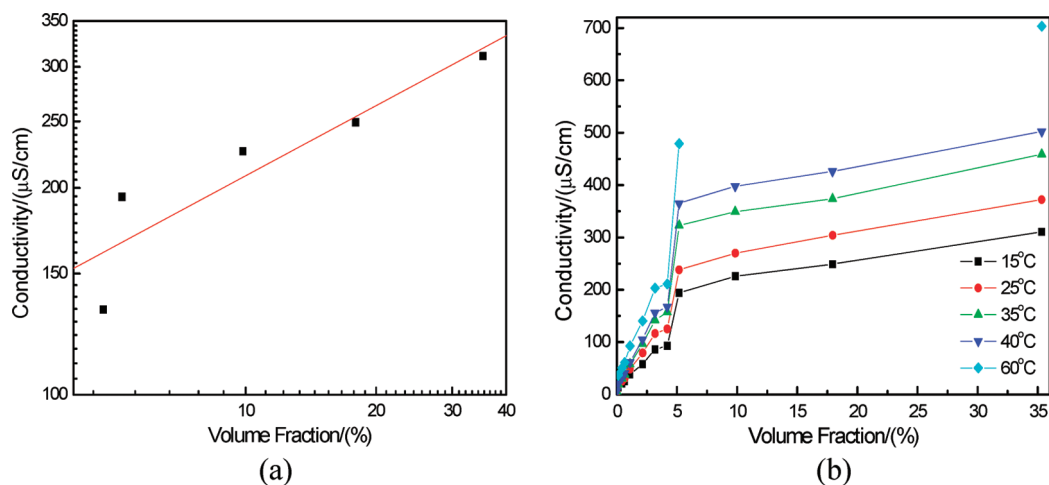 350
300
250
200
150
100
Conductivity/(μS/cm)
10
20
30
40
Volume Fraction/(%)
(a)
700
600
500
400
300
200
100
0
Conductivity/(μS/cm)
0
5
10
15
20
25
30
35
Volume Fraction/(%)
15°C
25°C
35°C
40°C
60°C
(b)